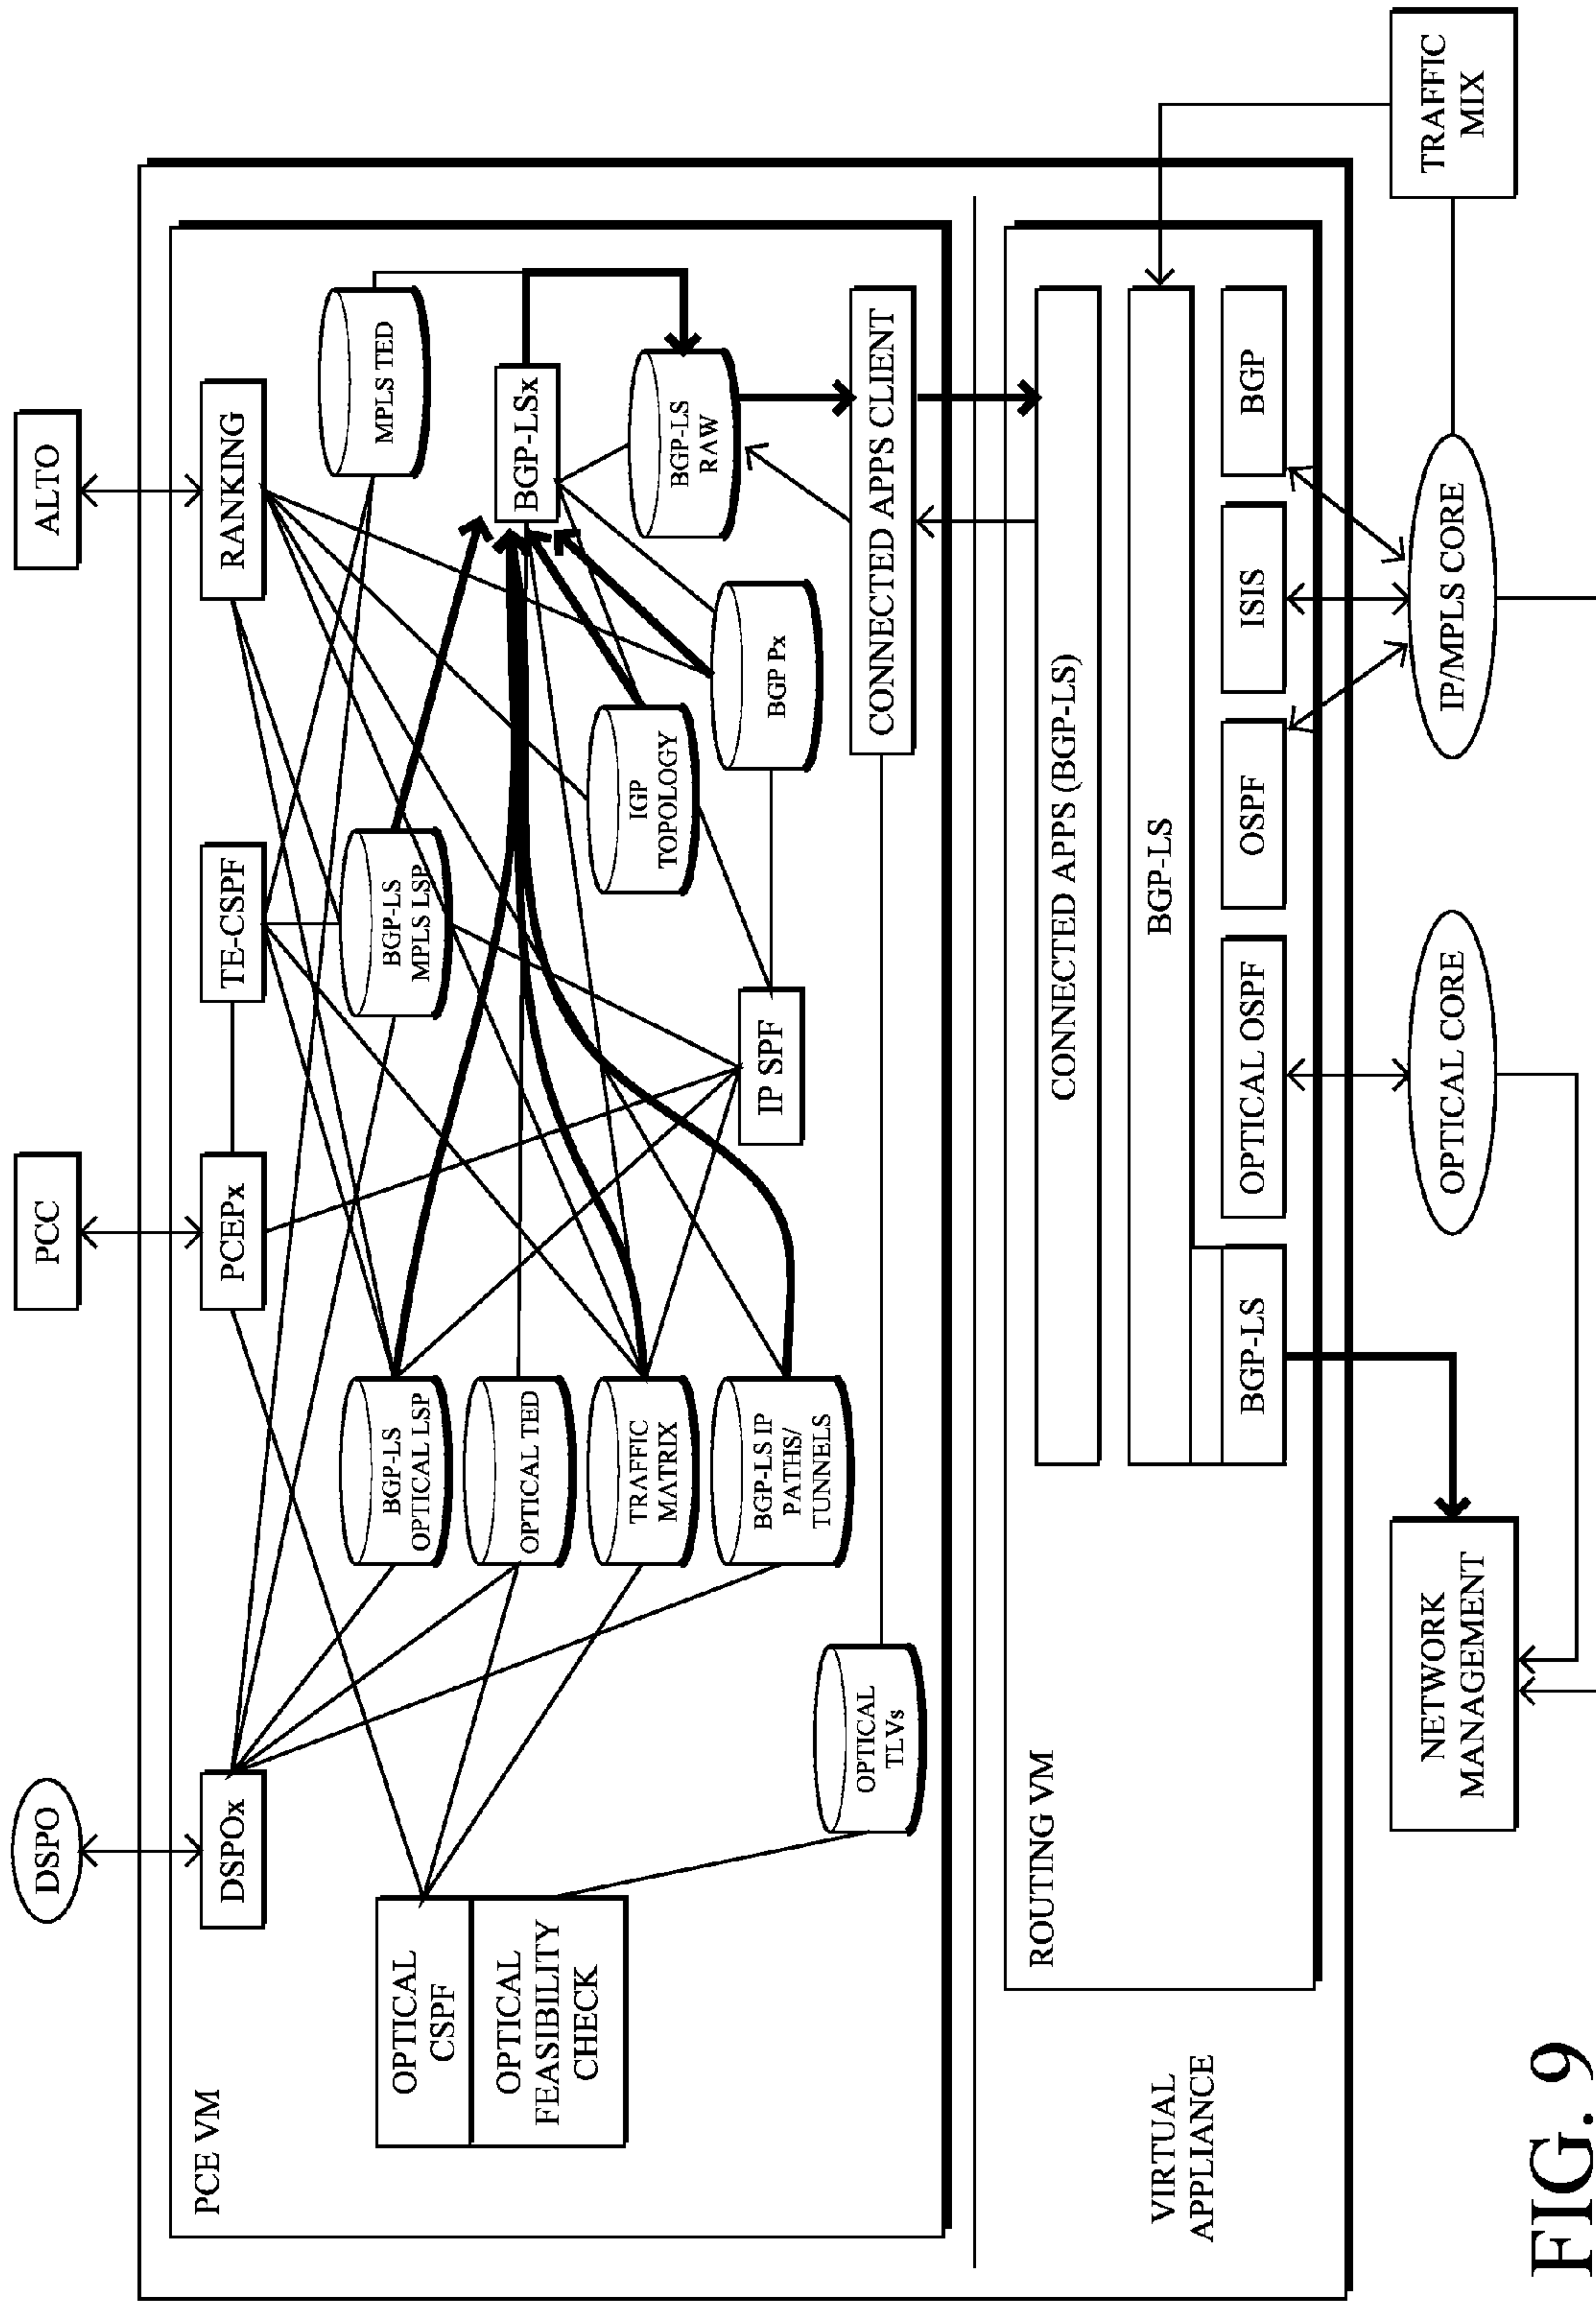 DSPO
PCC
ALTO
PCE VM
DSPOx
PCEPx
TE-CSPF
RANKING
OPTICAL
CSPF
OPTICAL
FEASIBILITY
CHECK
BGP-LS
OPTICAL LSP
BGP-LS
MPLS LSP
MPLS TED
OPTICAL TED
BGP-LSx
TRAFFIC
MATRIX
IGP
TOPOLOGY
BGP-LS
RAW
BGP-LS IP
PATHS/
TUNNELS
IP SPF
BGP Px
OPTICAL
TLVs
CONNECTED APPS CLIENT
VIRTUAL
APPLIANCE
ROUTING VM
CONNECTED APPS (BGP-LS)
BGP-LS
BGP-LS
OPTICAL OSPF
OSPF
ISIS
BGP
NETWORK
MANAGEMENT
OPTICAL CORE
IP/MPLS CORE
TRAFFIC
MIX
FIG. 9